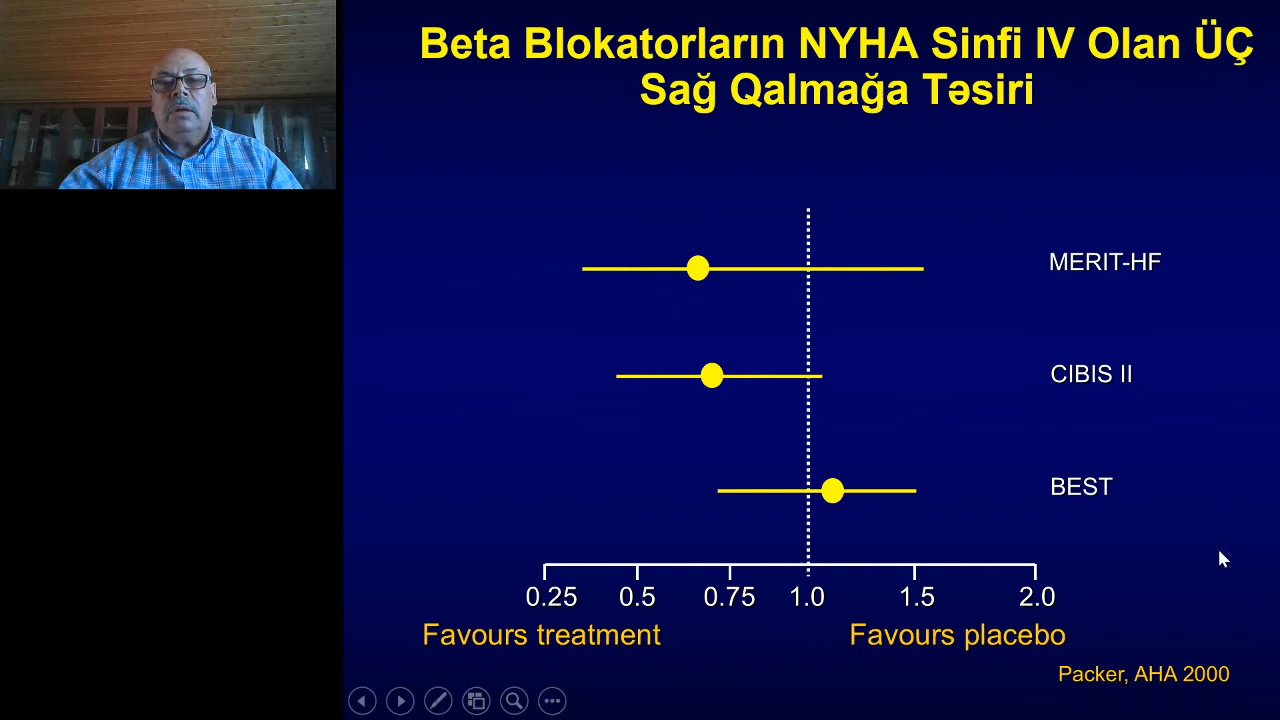 Beta Blokatorların NYHA Sinfi IV Olan ÜÇ
Sağ Qalmağa Təsiri
MERIT-HF
CIBIS II
BEST
0.25 0.5 0.75 1.0 1.5 2.0
Favours treatment Favours placebo
Packer, AHA 2000